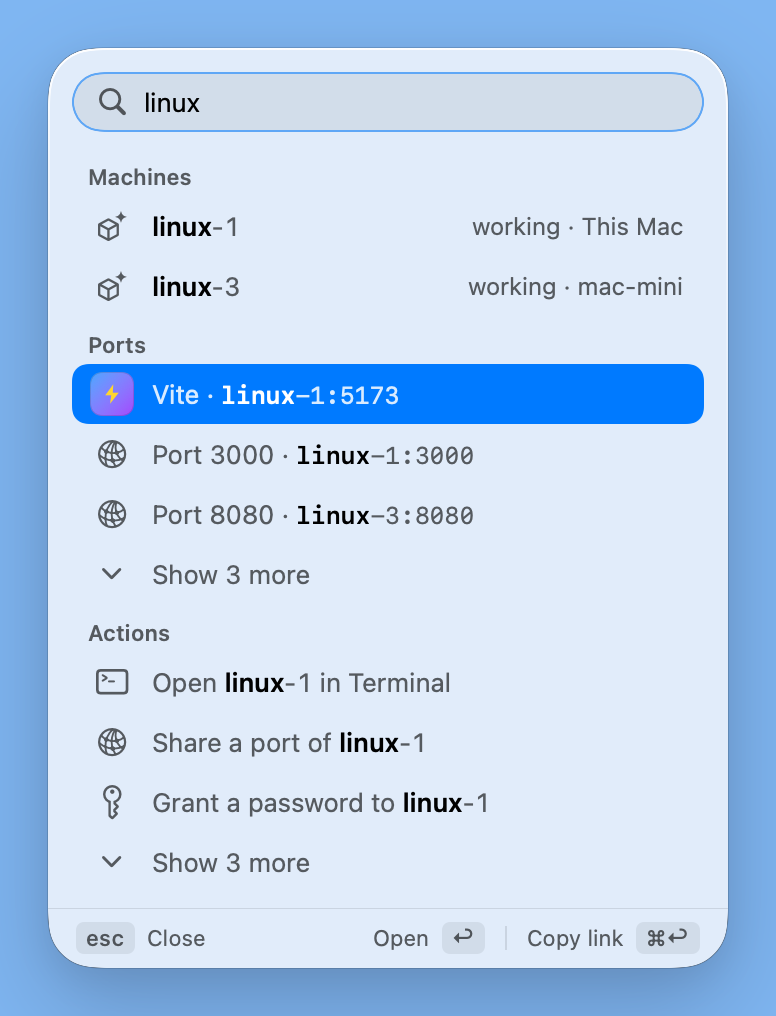 linux
Machines
linux-1 working · This Mac
linux-3 working · mac-mini
Ports
Vite · linux-1:5173
Port 3000 · linux-1:3000
Port 8080 · linux-3:8080
Show 3 more
Actions
Open linux-1 in Terminal
Share a port of linux-1
Grant a password to linux-1
Show 3 more
esc Close Open ↩ Copy link ⌘↩